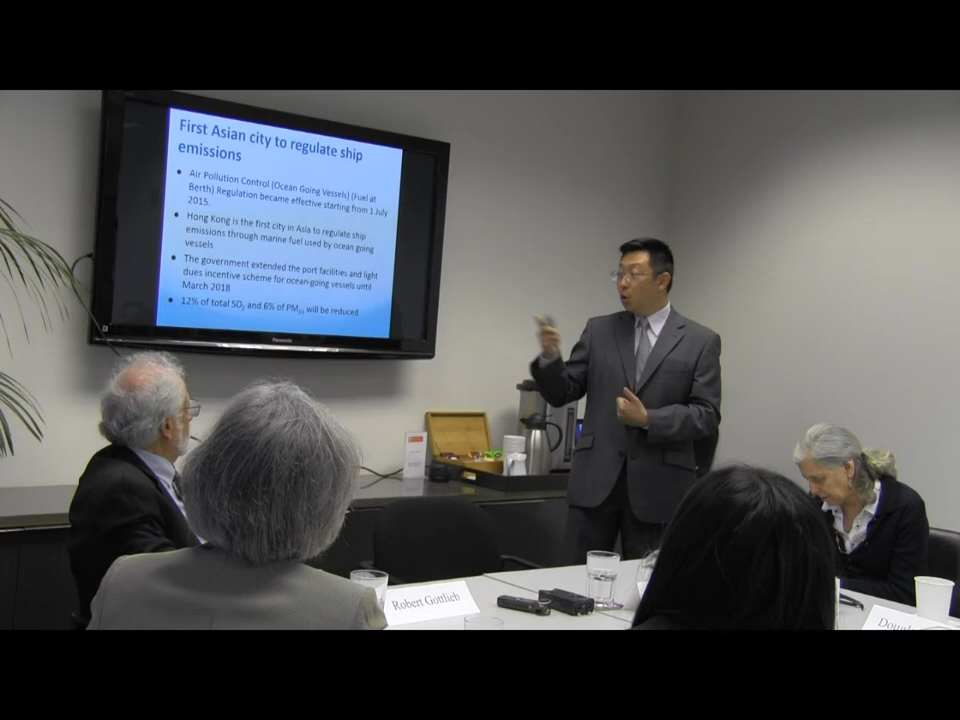 First Asian city to regulate ship
emissions
• Air Pollution Control (Ocean Going Vessels) (Fuel at
Berth) Regulation became effective starting from 1 July
2015.
• Hong Kong is the first city in Asia to regulate ship
emissions through marine fuel used by ocean going
vessels
• The government extended the port facilities and light
dues incentive scheme for ocean-going vessels until
March 2018
• 12% of total SO₂ and 6% of PM₁₀ will be reduced
Panasonic
Robert Gottlieb